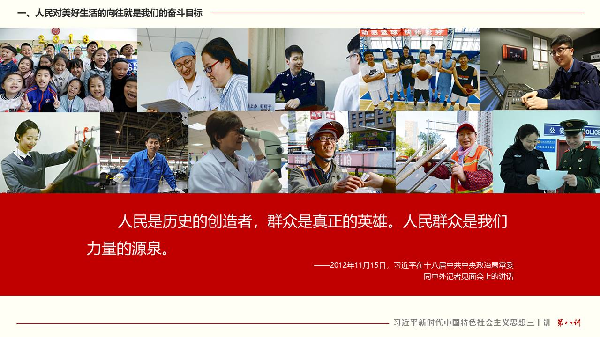 一、人民对美好生活的向往就是我们的奋斗目标
2018
公安
POLICE
人民是历史的创造者，群众是真正的英雄。人民群众是我们
力量的源泉。
——2012年11月15日，习近平在十八届中共中央政治局常委
同中外记者见面会上的讲话
习近平新时代中国特色社会主义思想三十讲 第八讲